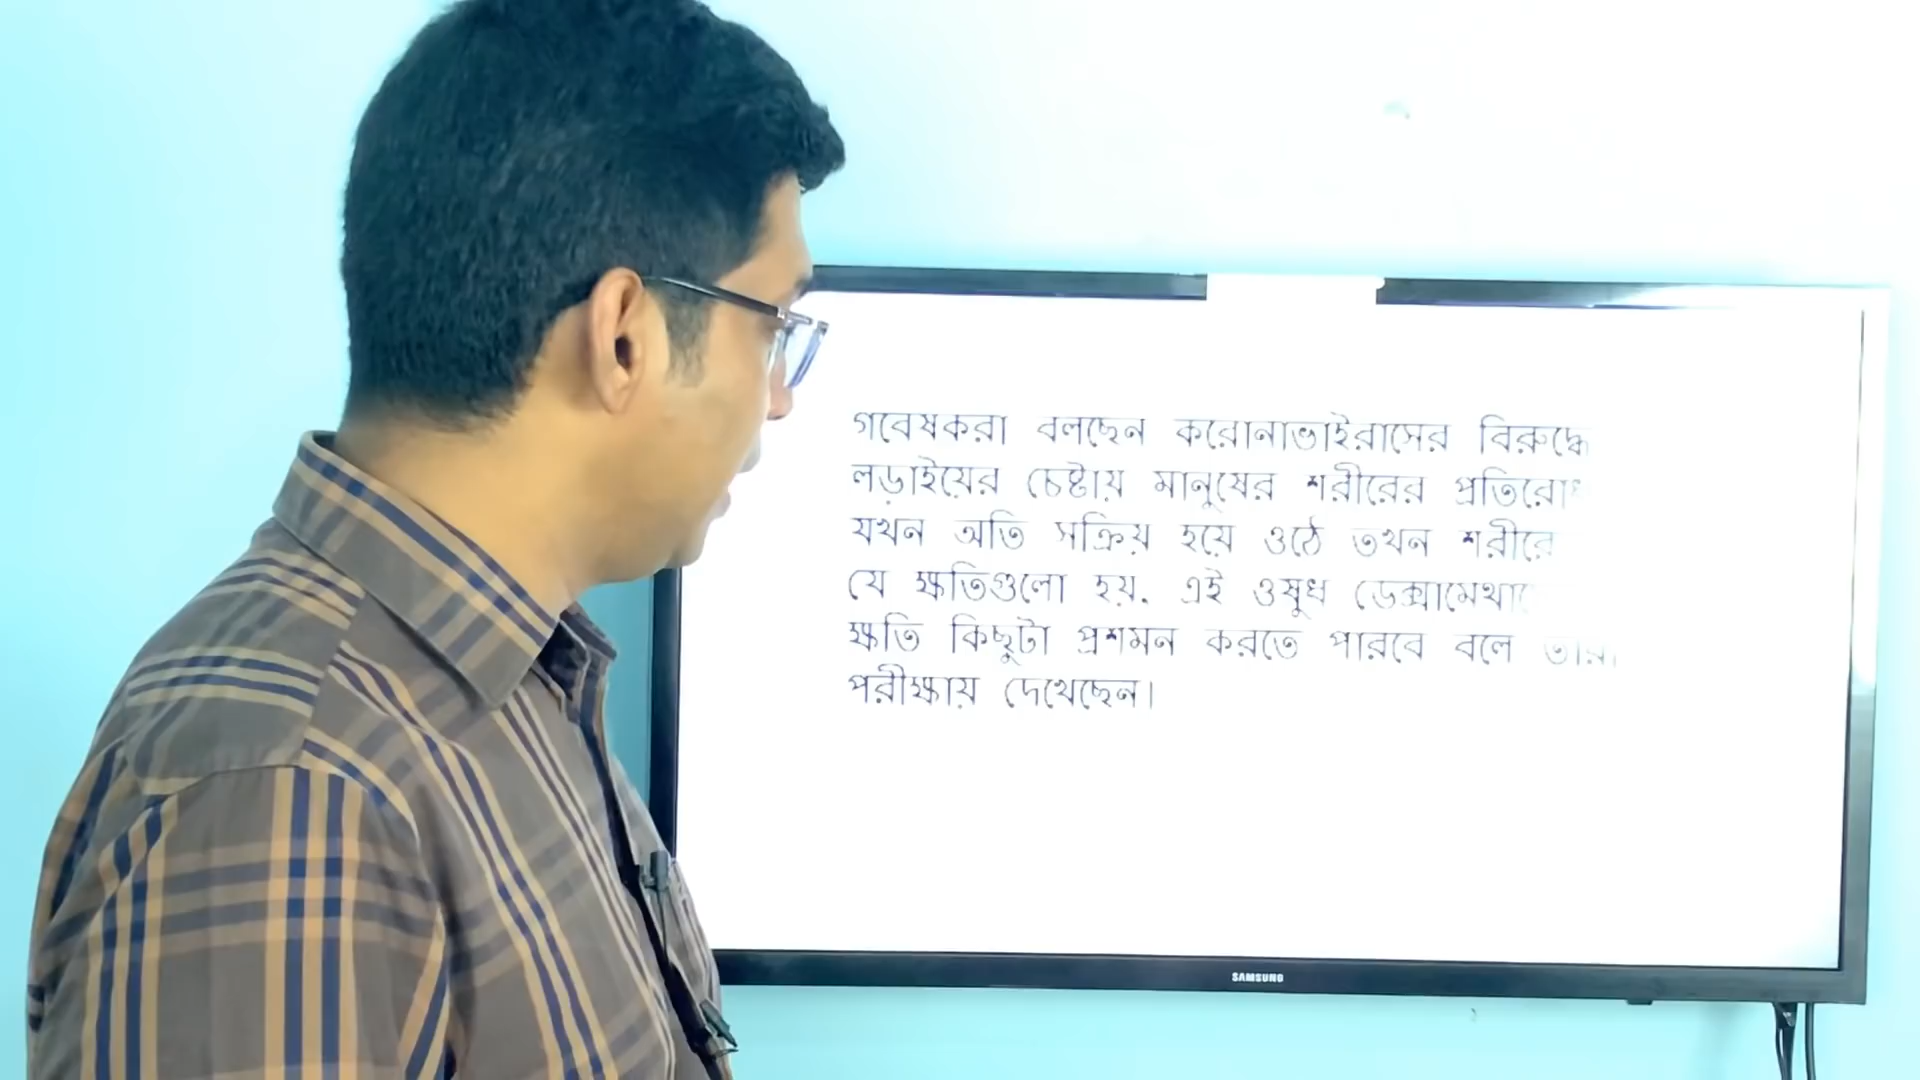 গবেষকরা বলছেন করোনাভাইরাসের বিরুদ্ধে
লড়াইয়ের চেষ্টায় মানুষের শরীরের
যখন অতি সক্রিয় হয়ে ওঠে তখন শরীরে
যে ক্ষতিগুলো হয়. এই ওষুধ
ক্ষতি কিছুটা প্রশমন করতে পারবে বলে তারা
পরীক্ষায় দেখেছেন।
SAMSUNG